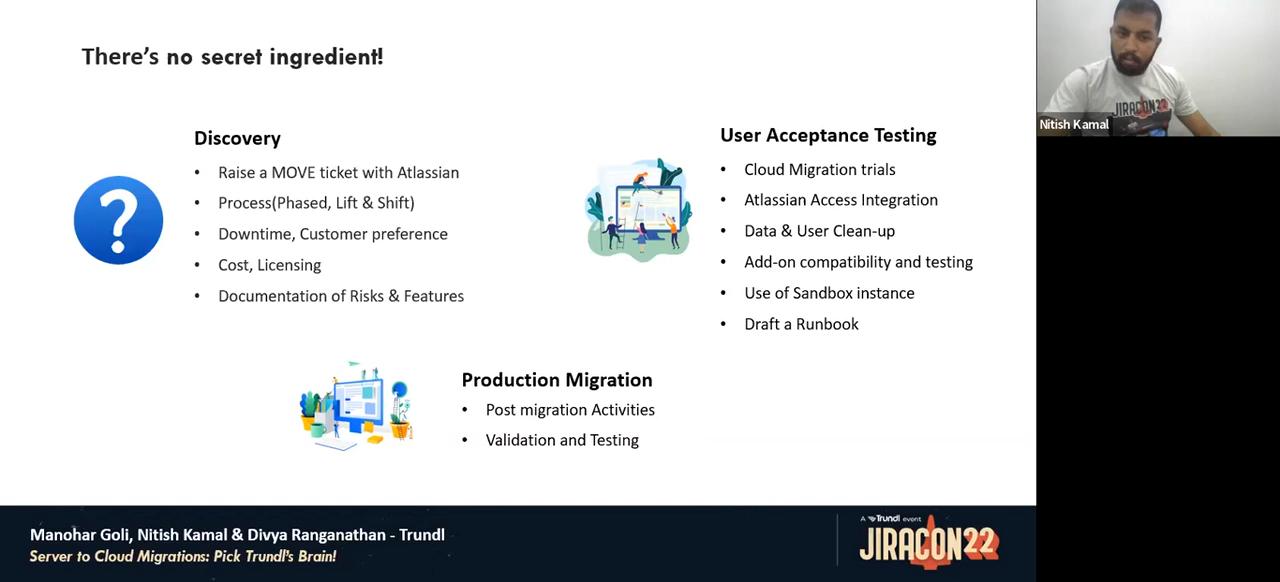 There's no secret ingredient!
Discovery
• Raise a MOVE ticket with Atlassian
• Process(Phased, Lift & Shift)
• Downtime, Customer preference
• Cost, Licensing
• Documentation of Risks & Features
User Acceptance Testing
• Cloud Migration trials
• Atlassian Access Integration
• Data & User Clean-up
• Add-on compatibility and testing
• Use of Sandbox instance
• Draft a Runbook
Production Migration
• Post migration Activities
• Validation and Testing
Manohar Goli, Nitish Kamal & Divya Ranganathan - Trundl
Server to Cloud Migrations: Pick Trundl's Brain!
A Trundl event
JIRACON22
JIRACON22
Nitish Kamal